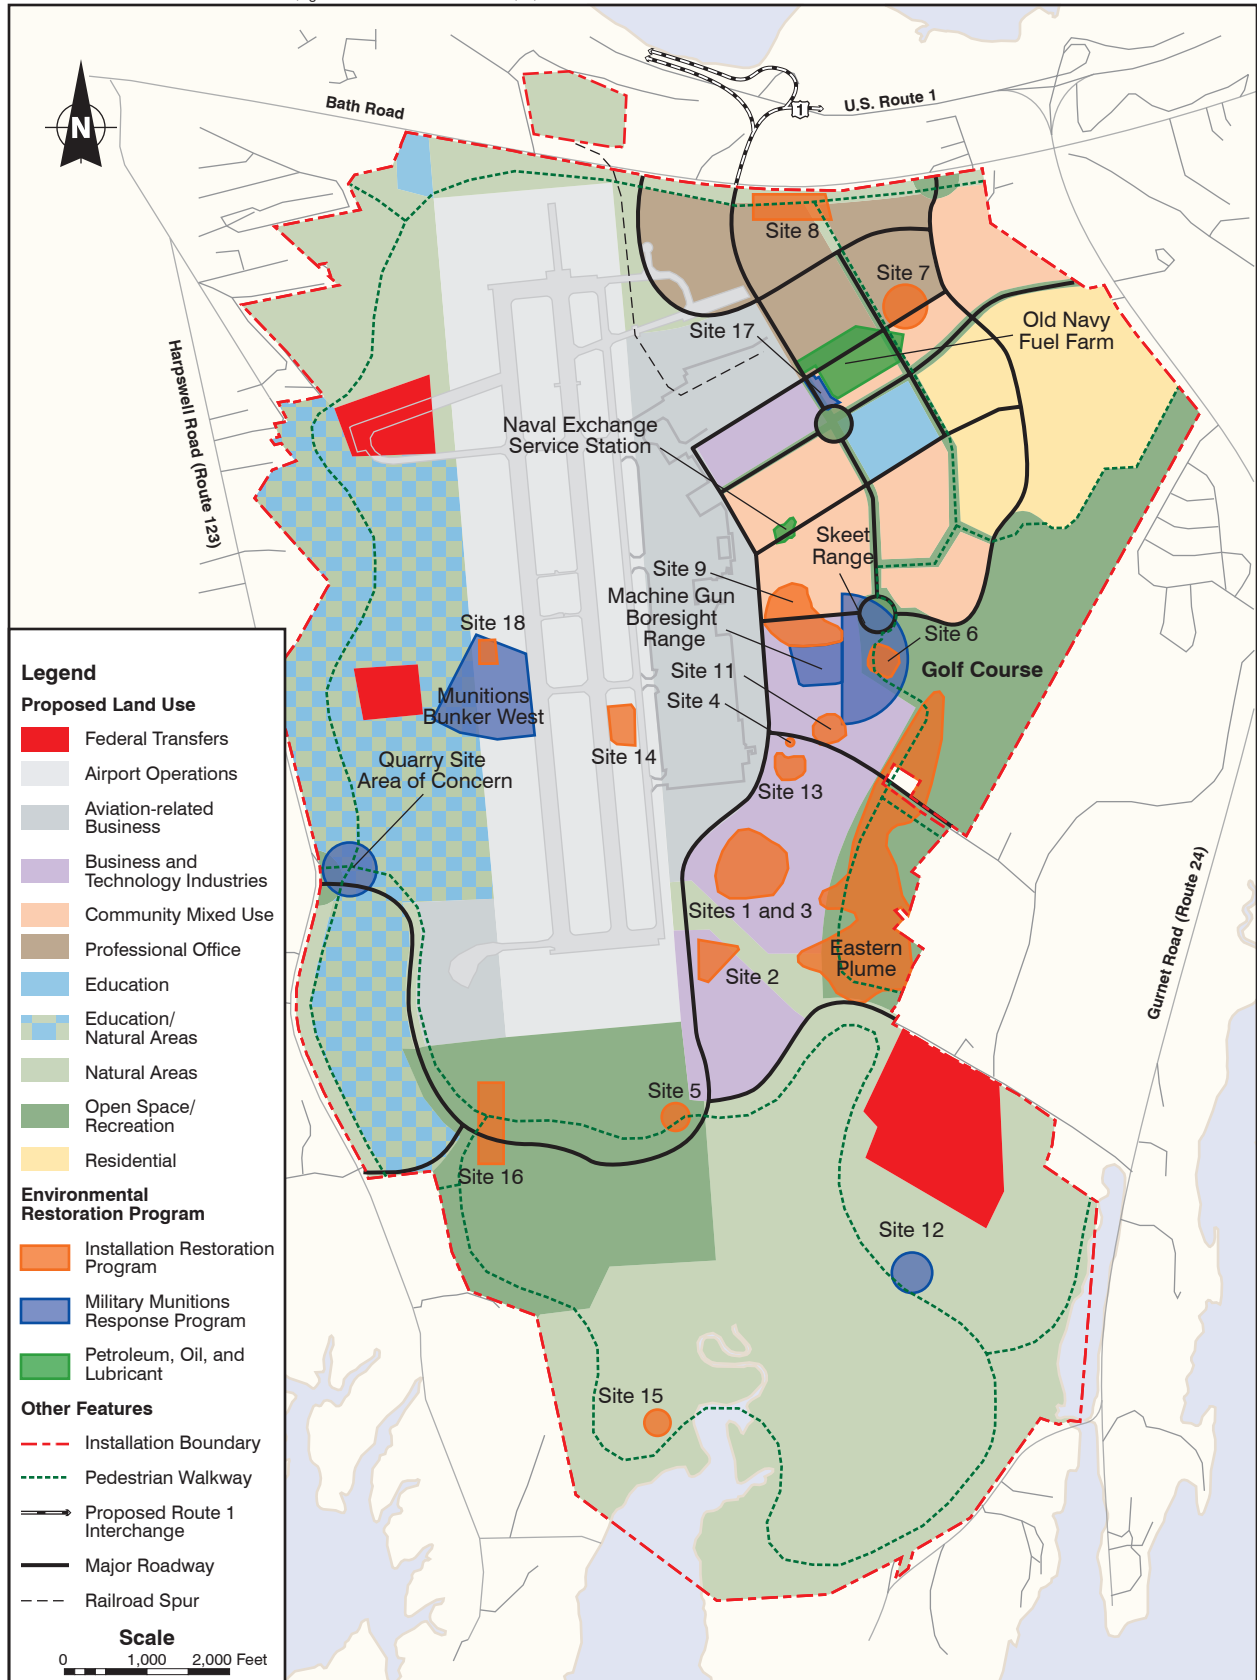 N
Bath Road
1
U.S. Route 1
Harpswell Road (Route 123)
Site 8
Site 7
Site 17
Old Navy
Fuel Farm
Naval Exchange
Service Station
Skeet
Range
Site 9
Machine Gun
Boresight
Range
Site 6
Golf Course
Site 11
Site 4
Site 18
Munitions
Bunker West
Site 14
Quarry Site
Area of Concern
Site 13
Sites 1 and 3
Eastern
Plume
Site 2
Gurnet Road (Route 24)
Site 5
Site 16
Site 12
Site 15
Legend
Proposed Land Use
Federal Transfers
Airport Operations
Aviation-related
Business
Business and
Technology Industries
Community Mixed Use
Professional Office
Education
Education/
Natural Areas
Natural Areas
Open Space/
Recreation
Residential
Environmental
Restoration Program
Installation Restoration
Program
Military Munitions
Response Program
Petroleum, Oil, and
Lubricant
Other Features
Installation Boundary
Pedestrian Walkway
Proposed Route 1
Interchange
Major Roadway
Railroad Spur
Scale
0 1,000 2,000 Feet